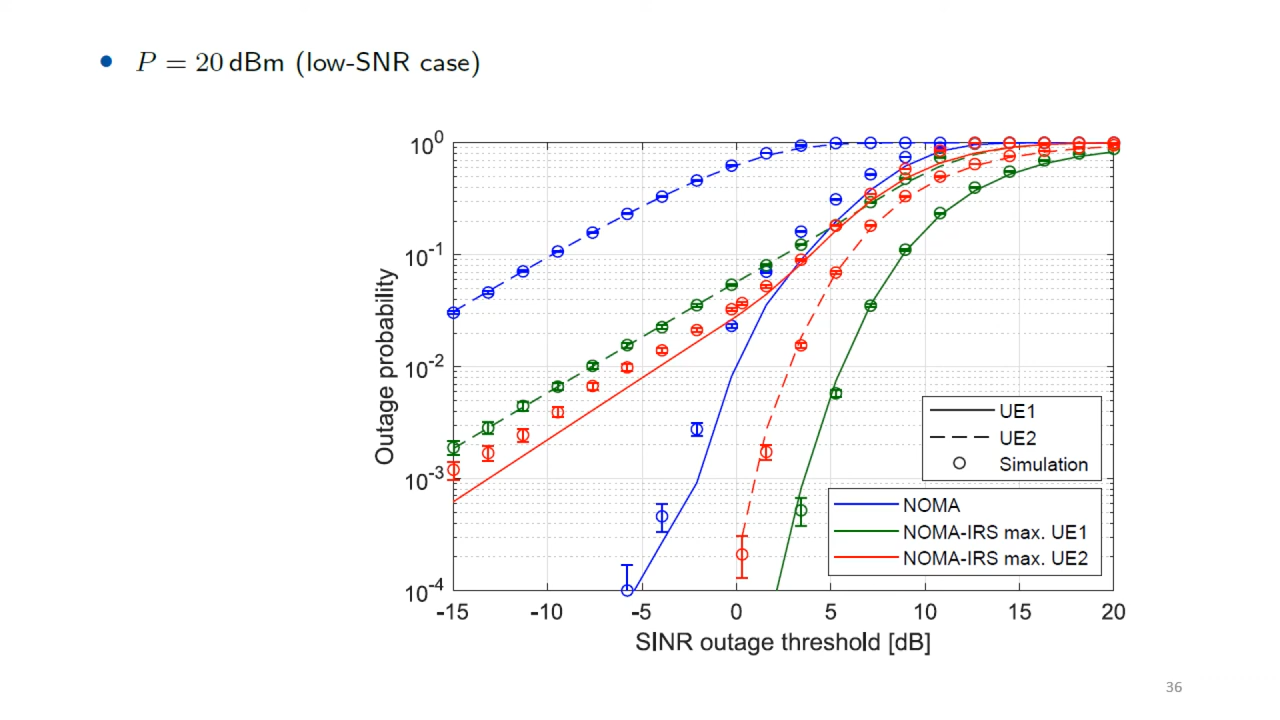 • P = 20 dBm (low-SNR case)
10^0
10^-1
10^-2
10^-3
10^-4
Outage probability
-15 -10 -5 0 5 10 15 20
SINR outage threshold [dB]
UE1
UE2
Simulation
NOMA
NOMA-IRS max. UE1
NOMA-IRS max. UE2
36